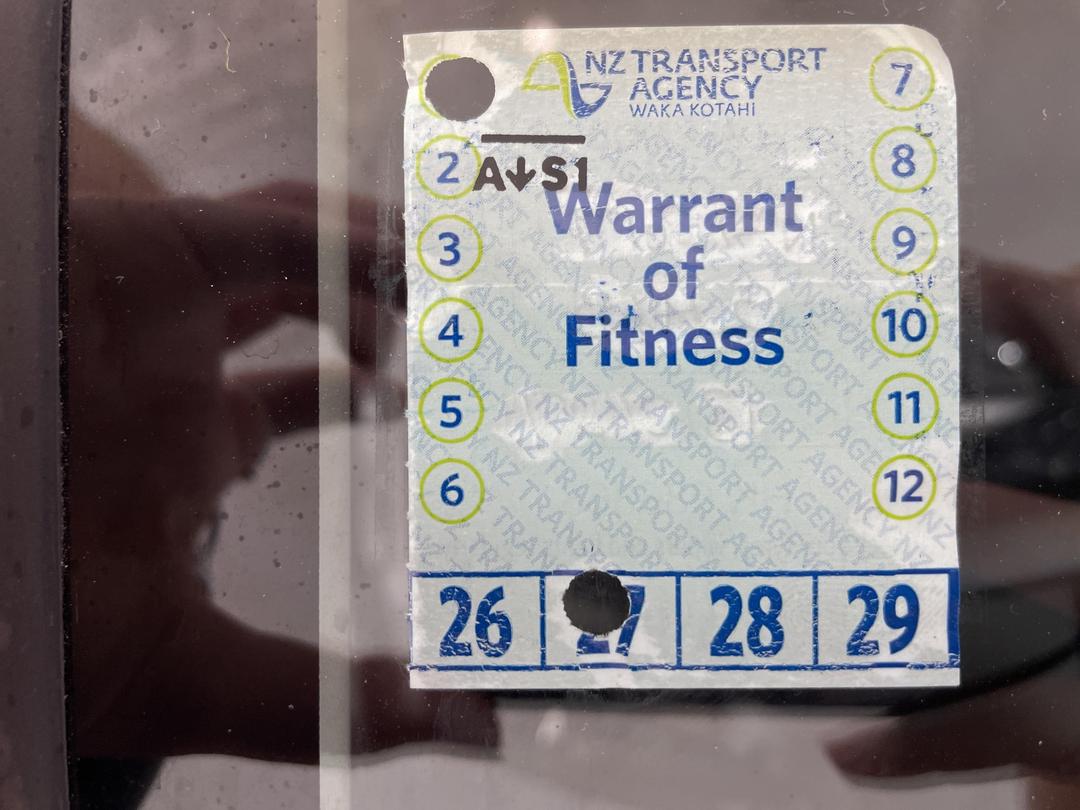 NZ TRANSPORT
AGENCY
WAKA KOTAHI
A↓S1
Warrant
of
Fitness
2
3
4
5
6
7
8
9
10
11
12
26 27 28 29